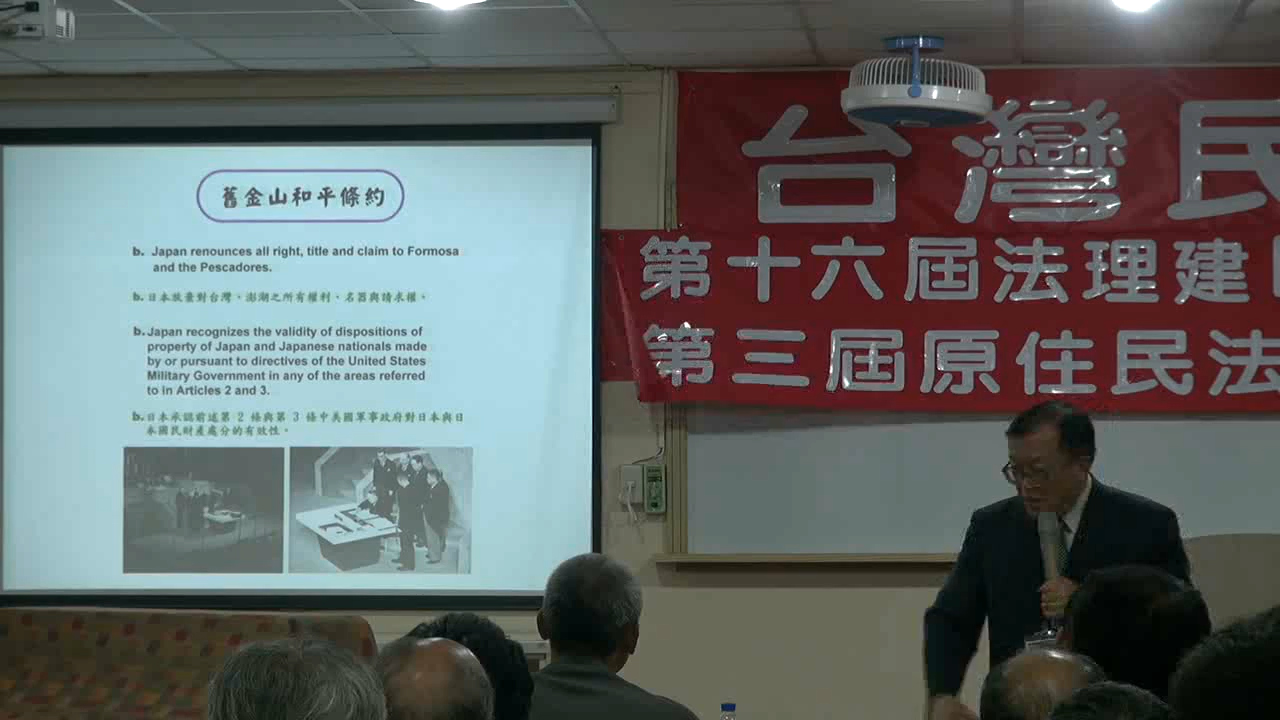 舊金山和平條約
b. Japan renounces all right, title and claim to Formosa
and the Pescadores.
b. 日本放棄對台灣、澎湖之所有權利、名器與請求權。
b. Japan recognizes the validity of dispositions of
property of Japan and Japanese nationals made
by or pursuant to directives of the United States
Military Government in any of the areas referred
to in Articles 2 and 3.
b. 日本承認前述第 2 條與第 3 條中美國軍事政府對日本與日
本國民財產處分的有效性。
台灣民
第十六屆法理建
第三屆原住民法